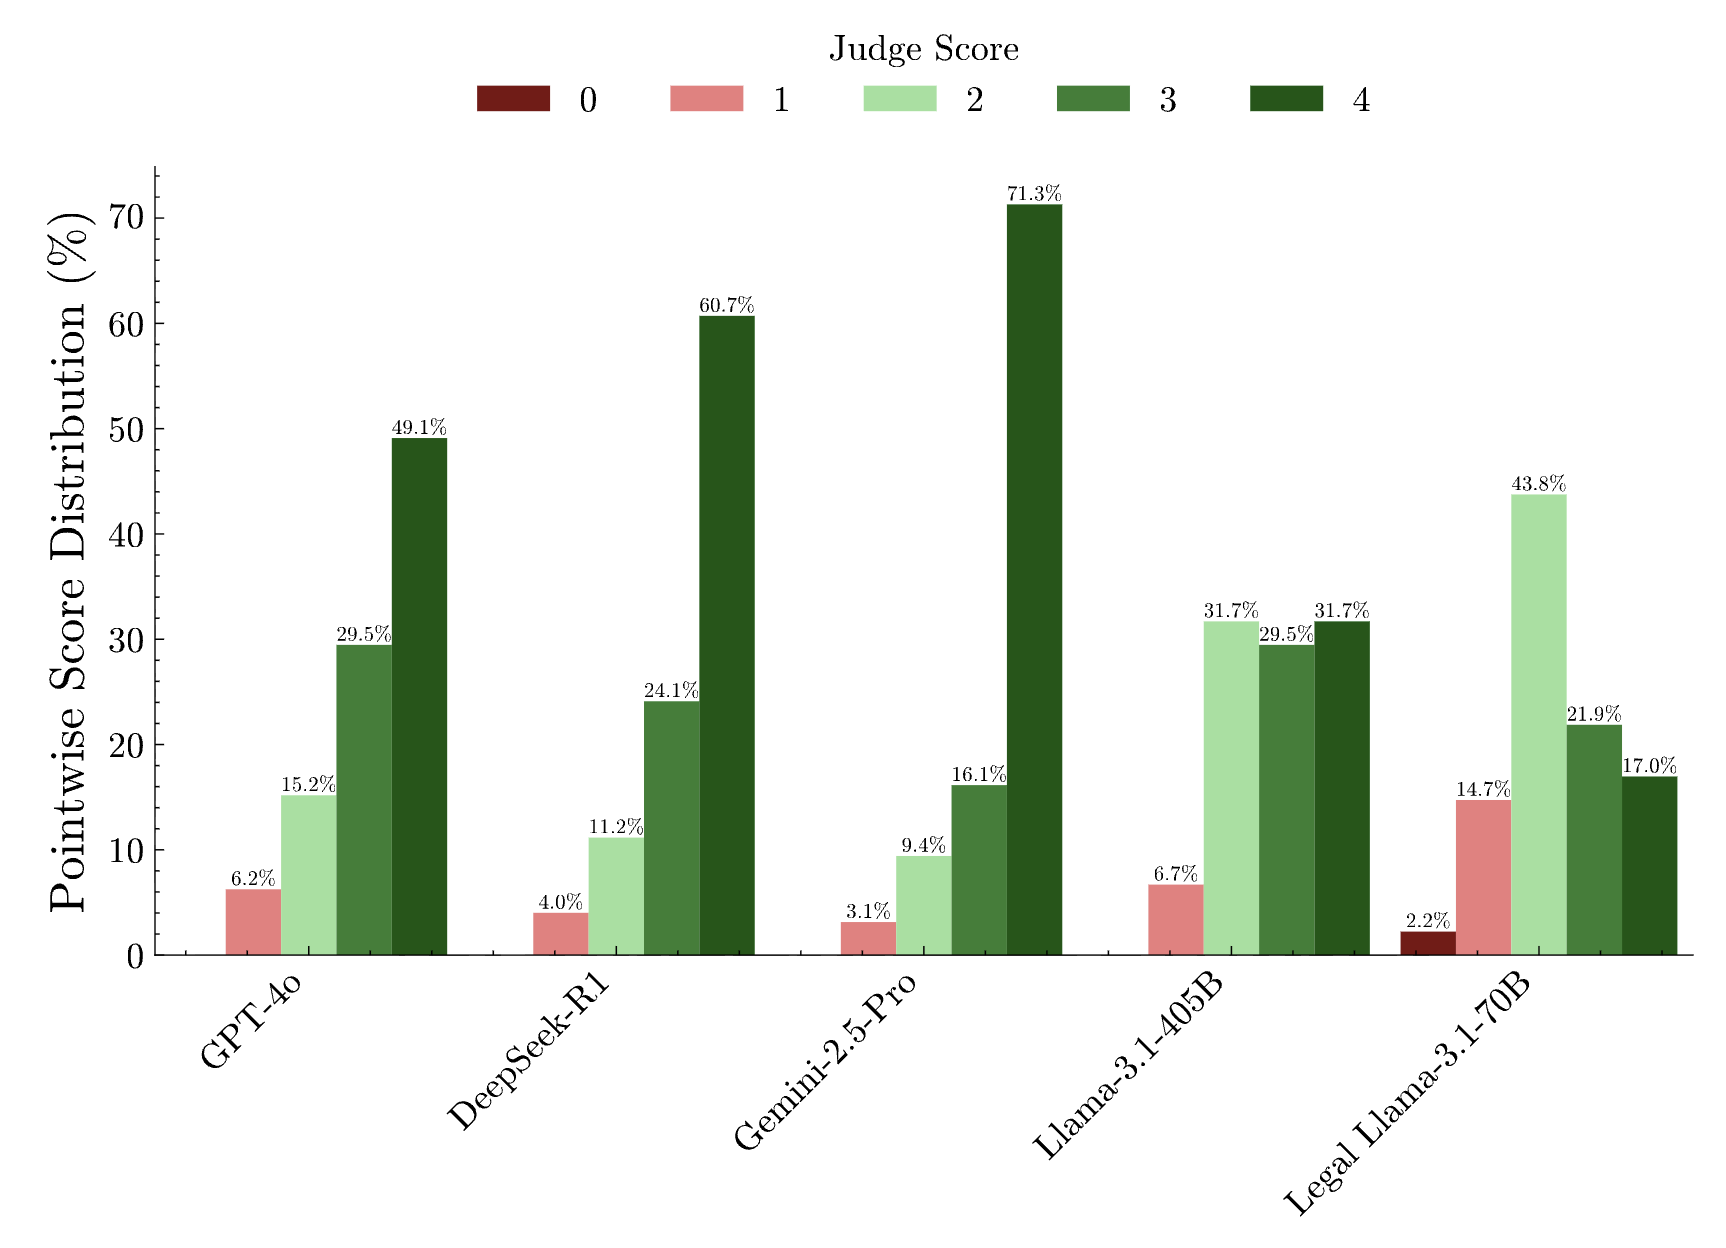 Judge Score
0 1 2 3 4
Pointwise Score Distribution (%)
70
60
50
40
30
20
10
0
6.2% 15.2% 29.5% 49.1%
4.0% 11.2% 24.1% 60.7%
3.1% 9.4% 16.1% 71.3%
6.7% 31.7% 29.5% 31.7%
2.2% 14.7% 43.8% 21.9% 17.0%
GPT-4o
DeepSeek-R1
Gemini-2.5-Pro
Llama-3.1-405B
Legal Llama-3.1-70B